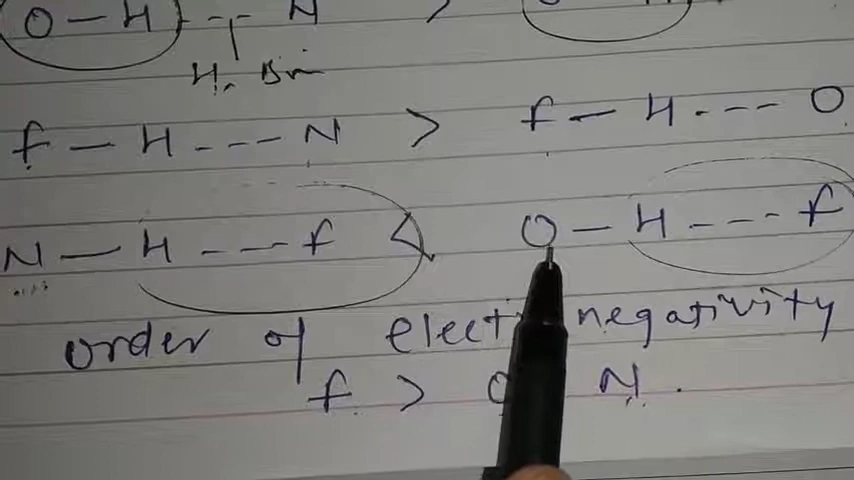 O — H - - - N >
H. Bn
f — H - - - N > f — H - - - O
N — H - - - f < O — H - - - f
order of electronegativity
f > O N .